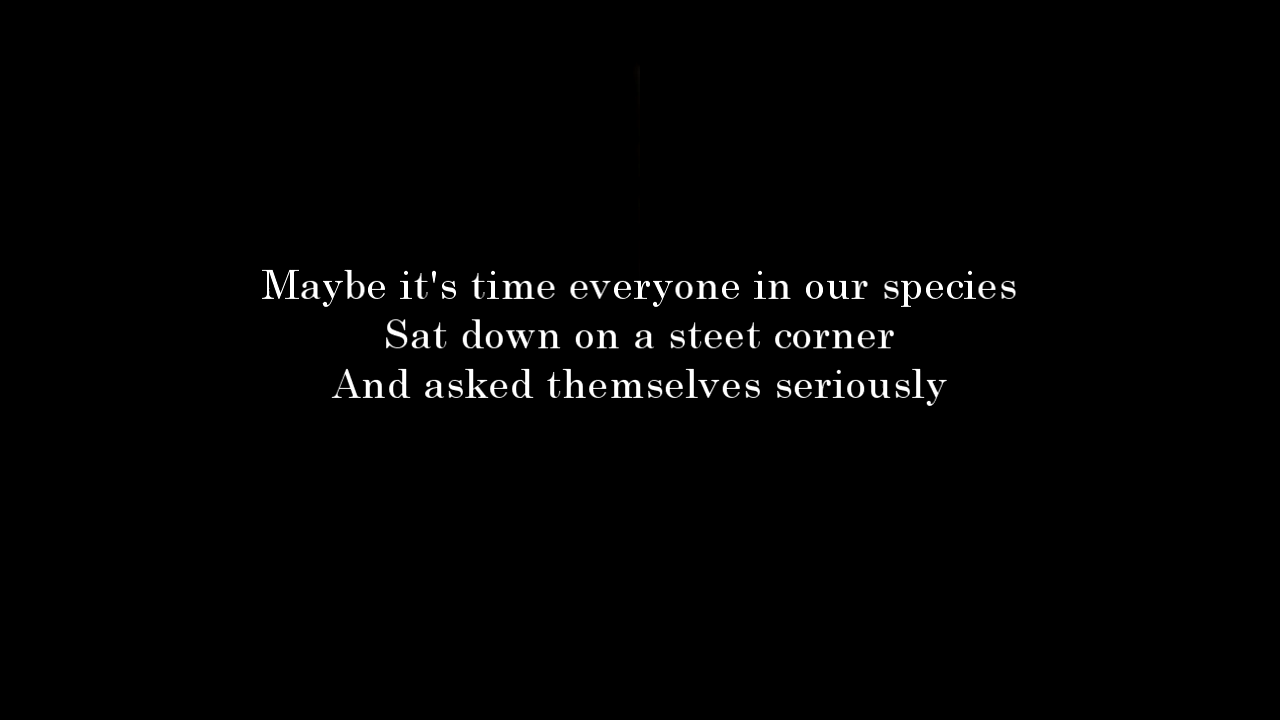 Maybe it's time everyone in our species
Sat down on a steet corner
And asked themselves seriously